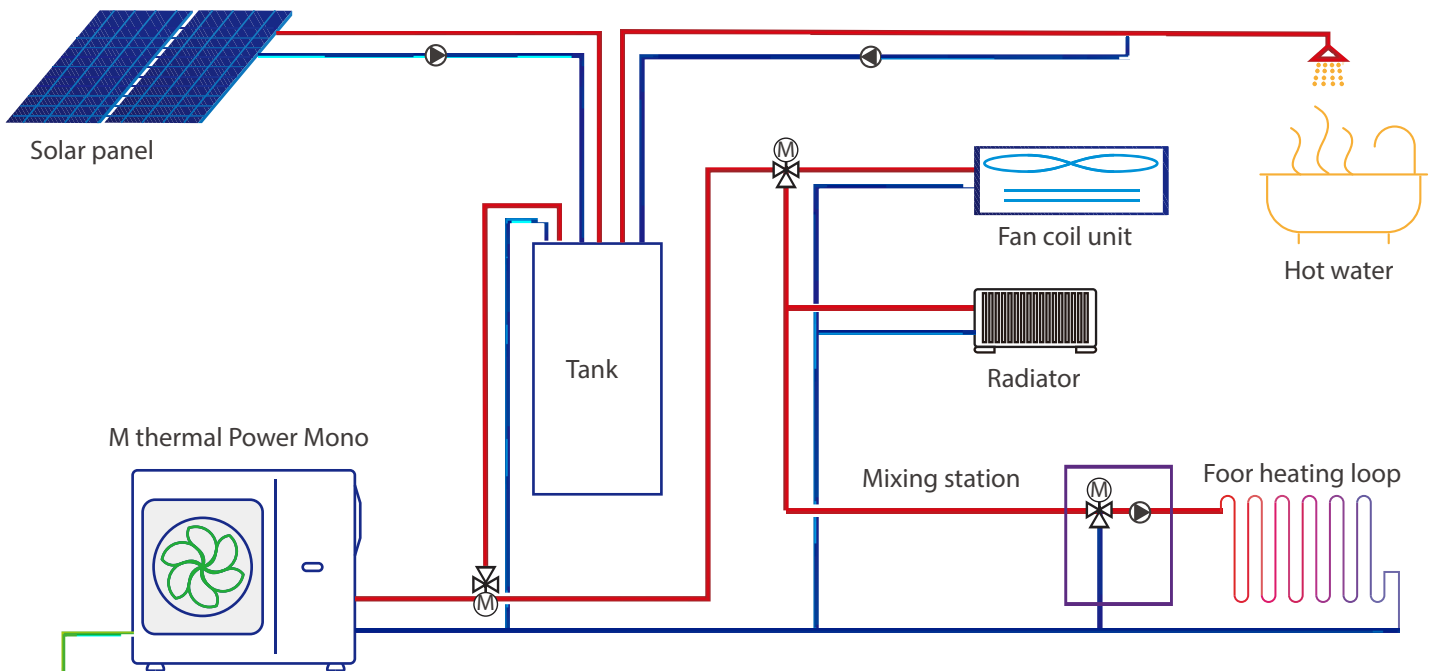 Solar panel
M
Fan coil unit
Hot water
Tank
Radiator
M thermal Power Mono
Mixing station
Foor heating loop
M
M